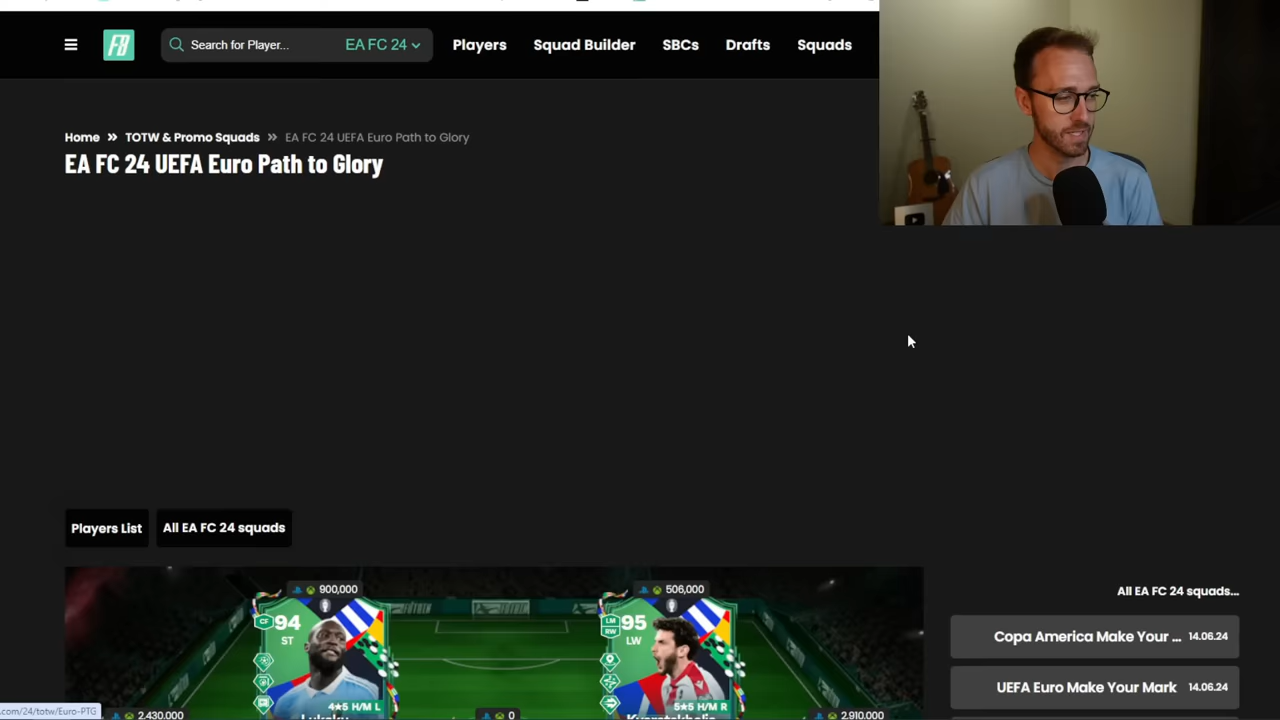 Search for Player...
EA FC 24
Players
Squad Builder
SBCs
Drafts
Squads
Home » TOTW & Promo Squads » EA FC 24 UEFA Euro Path to Glory
EA FC 24 UEFA Euro Path to Glory
Players List
All EA FC 24 squads
900,000
506,000
CF
94
ST
4★5 H/M L
Lukaku
LM
RW
95
LW
5★5 H/M R
2,430,000
0
2,910,000
All EA FC 24 squads...
Copa America Make Your ... 14.06.24
UEFA Euro Make Your Mark 14.06.24
.com/24/totw/Euro-PTG